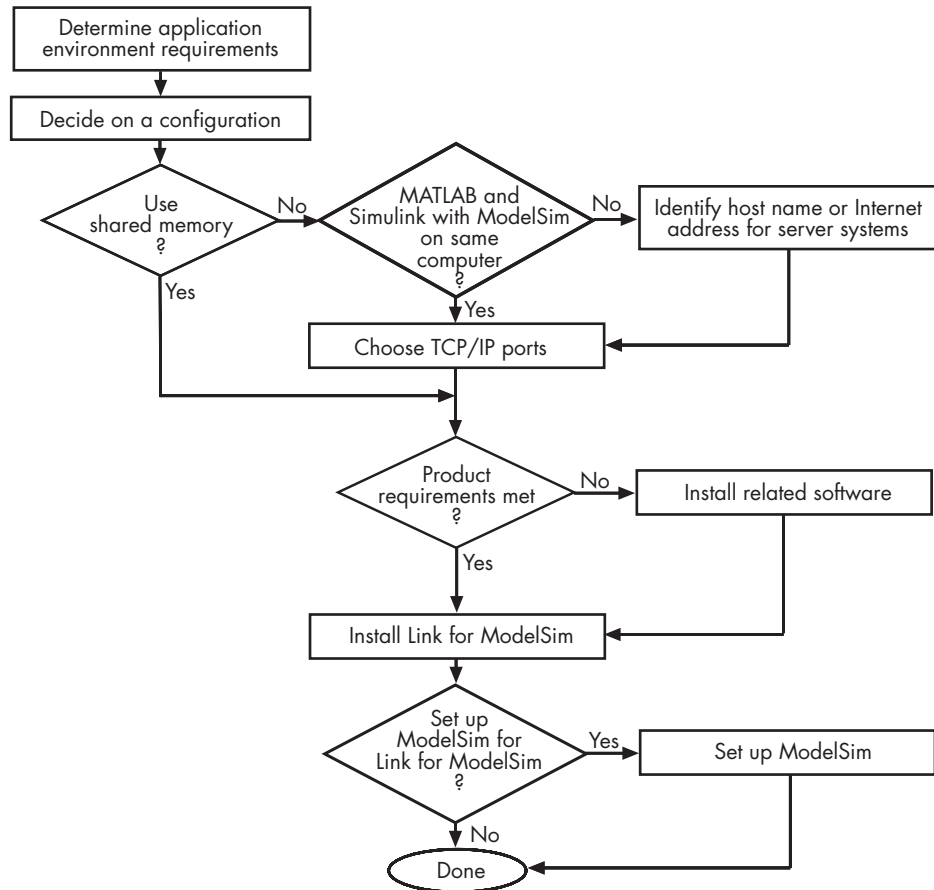 Determine application
environment requirements
Decide on a configuration
Use
shared memory
?
No
Yes
MATLAB and
Simulink with ModelSim
on same
computer
?
No
Yes
Identify host name or Internet
address for server systems
Choose TCP/IP ports
Product
requirements met
?
No
Yes
Install related software
Install Link for ModelSim
Set up
ModelSim for
Link for ModelSim
?
Yes
No
Set up ModelSim
Done